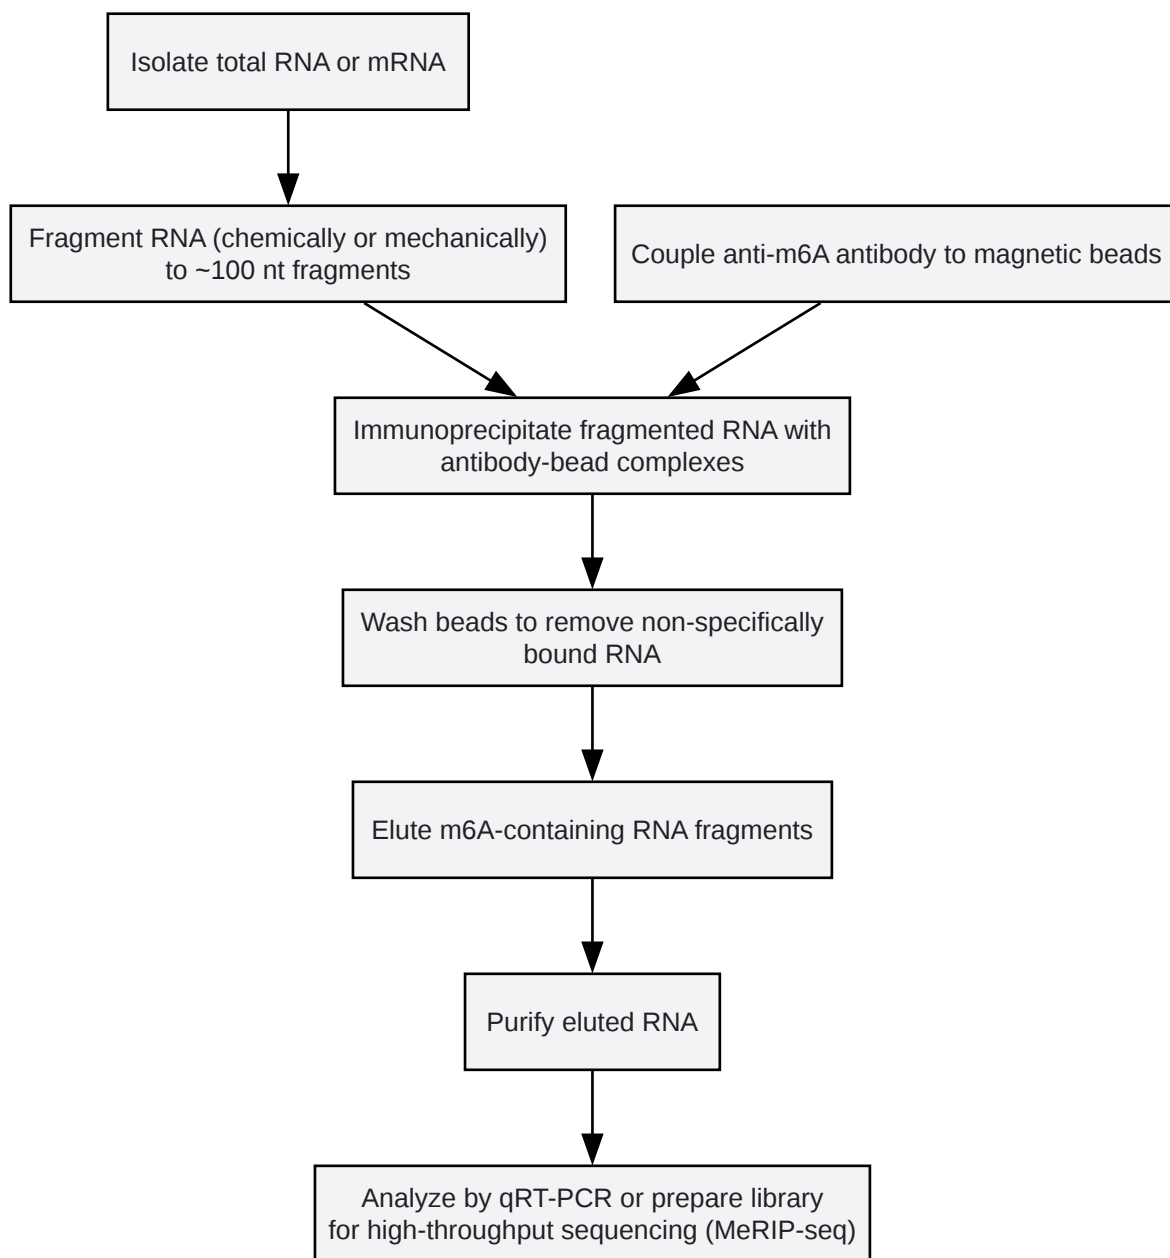 Isolate total RNA or mRNA
Fragment RNA (chemically or mechanically)
to ~100 nt fragments
Couple anti-m6A antibody to magnetic beads
Immunoprecipitate fragmented RNA with
antibody-bead complexes
Wash beads to remove non-specifically
bound RNA
Elute m6A-containing RNA fragments
Purify eluted RNA
Analyze by qRT-PCR or prepare library
for high-throughput sequencing (MeRIP-seq)